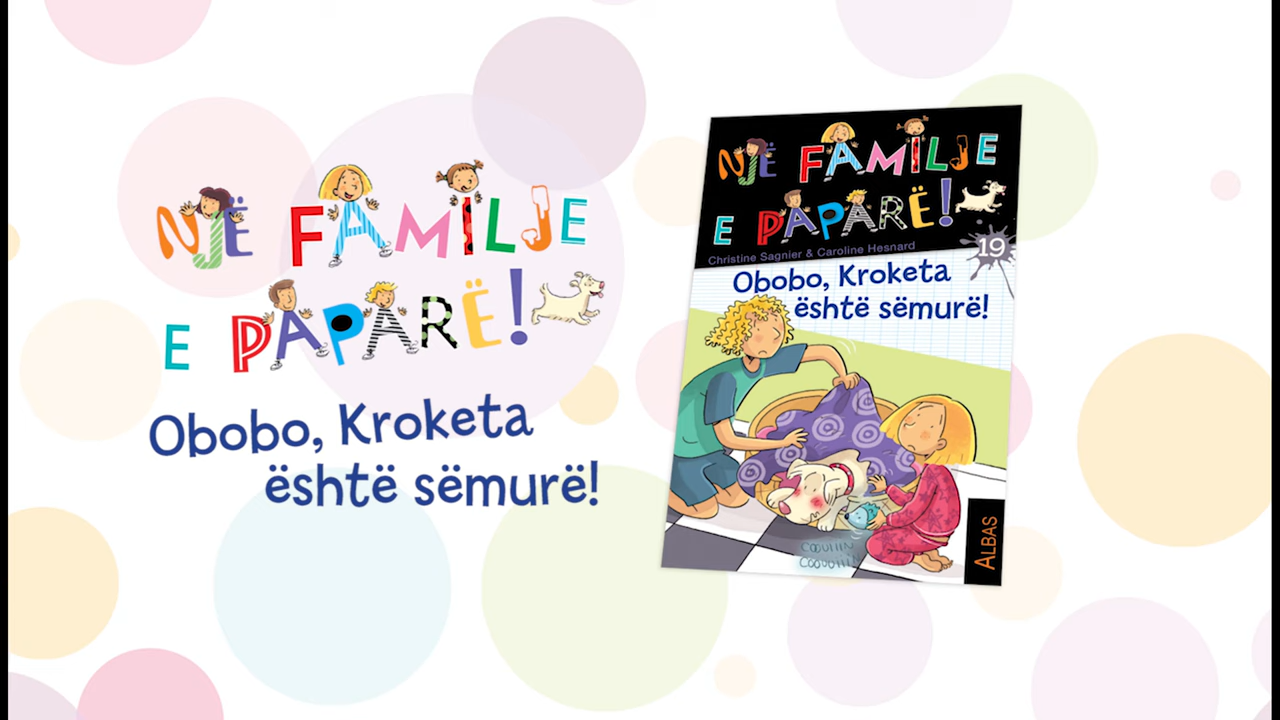 NJË FAMILJE
E PAPARË!
Obobo, Kroketa
është sëmurë!
NJË FAMILJE
E PAPARË!
Christine Sagnier & Caroline Hesnard
19
Obobo, Kroketa
është sëmurë!
ALBAS